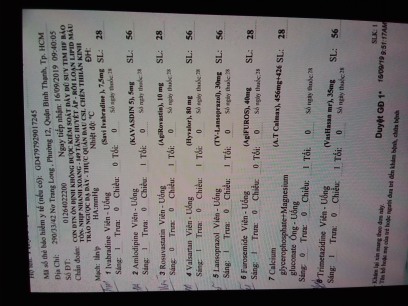 Mã số thẻ bảo hiểm y tế (nếu có): GD4797929017245
Địa chỉ: 290/33/42 Nơ Trang Long, Phường 12, Quận Bình Thạnh, Tp. HCM
Số ĐT: 01264022200 Ngày tiếp nhận: 16/09/2019 09:40:05
Chẩn đoán: CƠN ĐTN ỔN ĐỊNH KHÔNG ĐƯỢC KIỂM SOÁT ĐẦY ĐỦ SUY TIM HF BẢO
TỒN- NHỊP NHANH XOANG - I49 TĂNG HUYẾT ÁP - RỐI LOẠN LIPID MÁU
TRÀO NGƯỢC DẠ DÀY - THỰC QUẢN ĐAU CSL CHÈN THIẾU KINH
Mạch: lần/p HA:mmHg Nhiệt độ: °C ĐH:
1 Ivabradine Viên - Uống (Savi Ivabradine ), 7,5mg SL: 28
Sáng: 1 Trưa: 0 Chiều: 0 Tối: 0 Số ngày thuốc:28
2 Amlodipine Viên - Uống (KAVASDIN 5), 5mg SL: 56
Sáng: 1 Trưa: 0 Chiều: 1 Tối: 0 Số ngày thuốc:28
3 Rosuvastatin Viên - Uống (AgiRovastin), 10 mg SL: 28
Sáng: 0 Trưa: 0 Chiều: 1 Tối: 0 Số ngày thuốc:28
4 Valsartan Viên - Uống (Hyvalor), 80 mg SL: 56
Sáng: 1 Trưa: 0 Chiều: 1 Tối: 0 Số ngày thuốc:28
5 Lansoprazol Viên - Uống (TV-Lansoprazol), 30mg SL: 56
Sáng: 1 Trưa: 0 Chiều: 1 Tối: 0 Số ngày thuốc:28
6 Furosemide Viên - Uống (AgiFUROS), 40mg SL: 28
Sáng: 1 Trưa: 0 Chiều: 0 Tối: 0 Số ngày thuốc:28
7 Calcium (A.T Calmax), 456mg+426 SL: 28
glycerophosphate+Magnesium
gluconate Ống - Uống
Sáng: 0 Trưa: 0 Chiều: 1 Tối: 0 Số ngày thuốc:28
8 Trimetazidine Viên - Uống (VasHasan mr), 35mg SL: 56
Sáng: 1 Trưa: 0 Chiều: 1 Tối: 0 Số ngày thuốc:28
SLK: 1
Khám lại xin mang theo đơn này. Duyệt GĐ 1* 16/09/19 9:51:17AM
Tên bố hoặc mẹ của trẻ hoặc người đưa trẻ đến khám bệnh, chữa bệnh